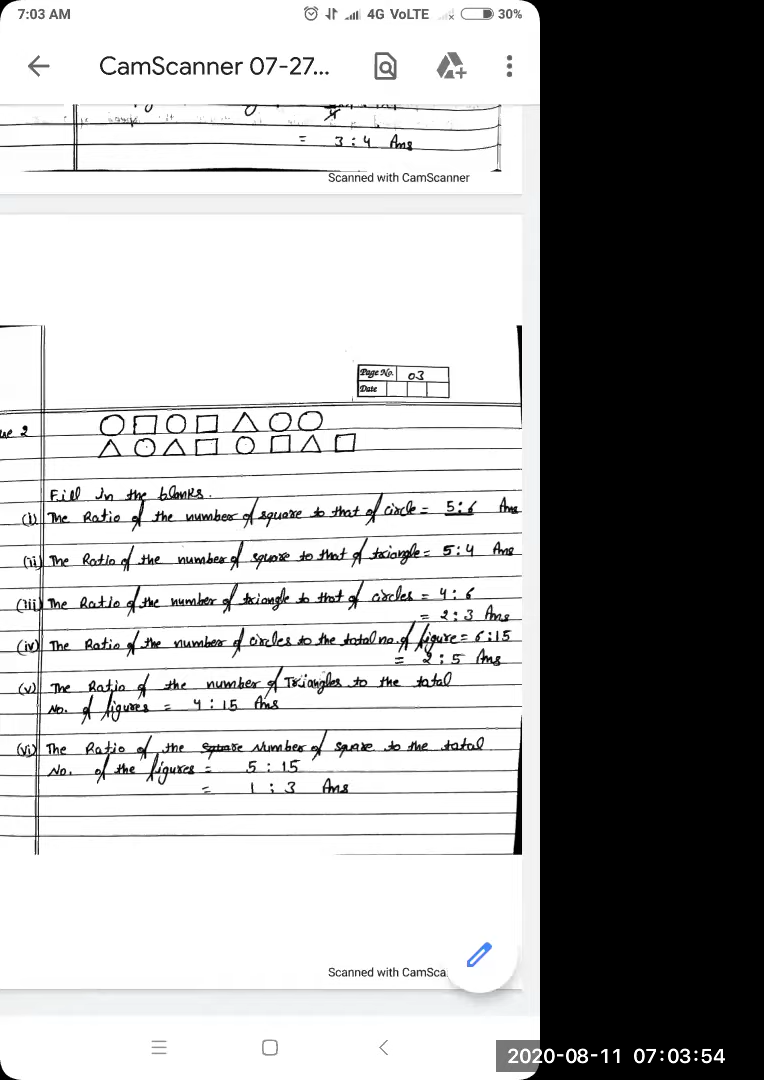 7:03 AM 4G VoLTE 30%
CamScanner 07-27...
= 3 : 4 Ans
Scanned with CamScanner
Page No. 03
Date
2
Fill in the blanks.
(i) The Ratio of the number of square to that of circle = 5:6 Ans
(ii) The Ratio of the number of square to that of triangle = 5:4 Ans
(iii) The Ratio of the number of triangle to that of circles = 4 : 6
= 2 : 3 Ans
(iv) The Ratio of the number of circles to the total no. of figure = 6:15
= 2 : 5 Ans
(v) The Ratio of the number of Triangles to the total
No. of figures = 4 : 15 Ans
(vi) The Ratio of the Number of square to the total
No. of the figures = 5 : 15
= 1 : 3 Ans
Scanned with CamSca
2020-08-11 07:03:54